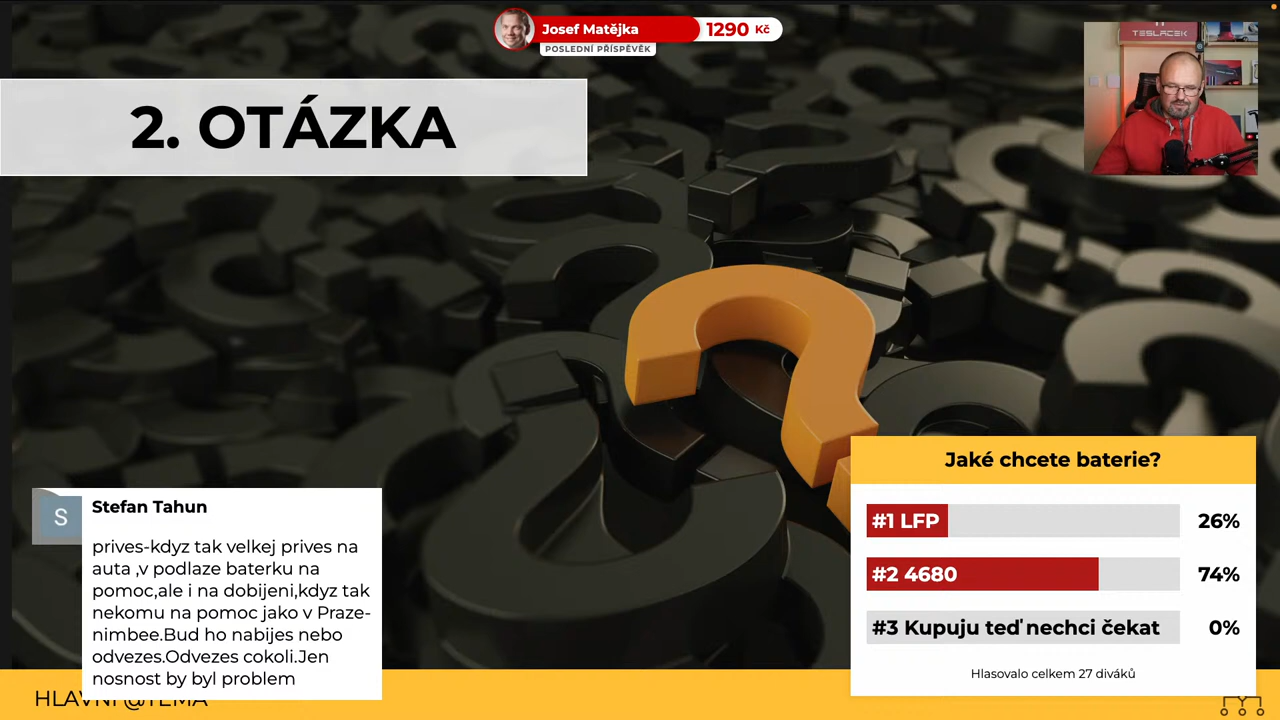 Josef Matějka
1290 Kč
POSLEDNÍ PŘÍSPĚVEK
TESLACEK
2. OTÁZKA
Jaké chcete baterie?
#1 LFP 26%
#2 4680 74%
#3 Kupuju teď nechci čekat 0%
Hlasovalo celkem 27 diváků
S
Stefan Tahun
prives-kdyz tak velkej prives na
auta ,v podlaze baterku na
pomoc,ale i na dobijeni,kdyz tak
nekomu na pomoc jako v Praze-
nimbee.Bud ho nabijes nebo
odvezes.Odvezes cokoli.Jen
nosnost by byl problem
HLAVNÍ @TÉMA